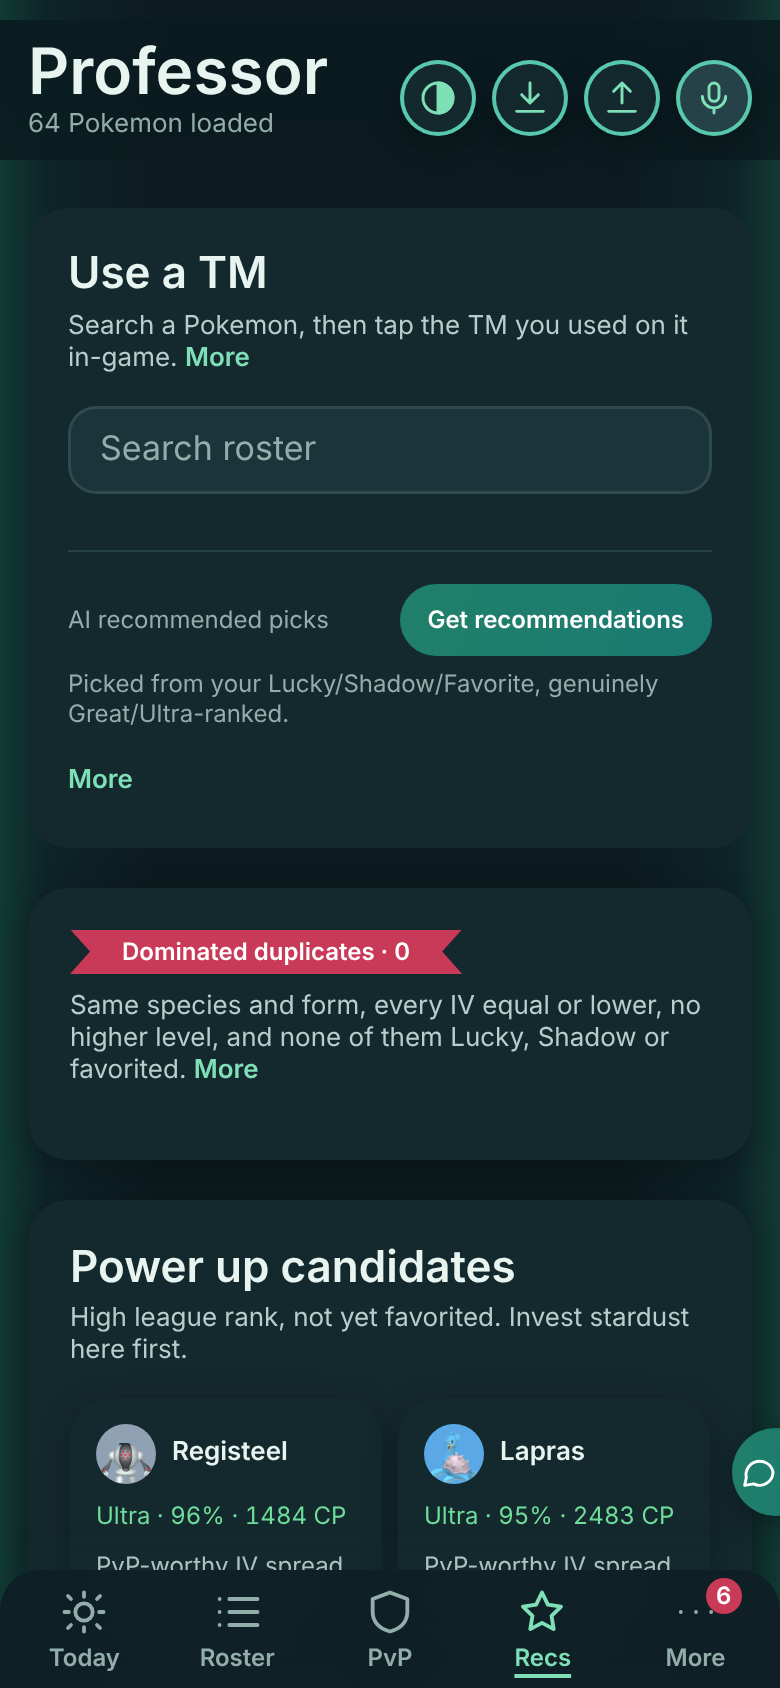 Professor
64 Pokemon loaded
Use a TM
Search a Pokemon, then tap the TM you used on it
in-game. More
Search roster
AI recommended picks
Get recommendations
Picked from your Lucky/Shadow/Favorite, genuinely
Great/Ultra-ranked.
More
Dominated duplicates · 0
Same species and form, every IV equal or lower, no
higher level, and none of them Lucky, Shadow or
favorited. More
Power up candidates
High league rank, not yet favorited. Invest stardust
here first.
Registeel
Ultra · 96% · 1484 CP
PvP-worthy IV spread
Lapras
Ultra · 95% · 2483 CP
PvP-worthy IV spread
6
Today
Roster
PvP
Recs
More